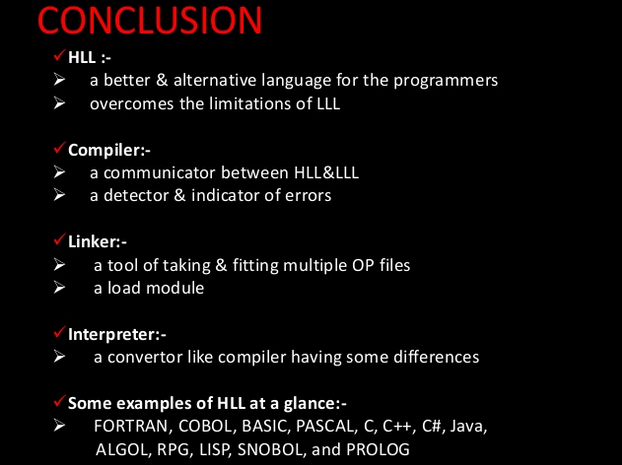 CONCLUSION
✓HLL :-
➢ a better & alternative language for the programmers
➢ overcomes the limitations of LLL
✓Compiler:-
➢ a communicator between HLL&LLL
➢ a detector & indicator of errors
✓Linker:-
➢ a tool of taking & fitting multiple OP files
➢ a load module
✓Interpreter:-
➢ a convertor like compiler having some differences
✓Some examples of HLL at a glance:-
➢ FORTRAN, COBOL, BASIC, PASCAL, C, C++, C#, Java,
ALGOL, RPG, LISP, SNOBOL, and PROLOG